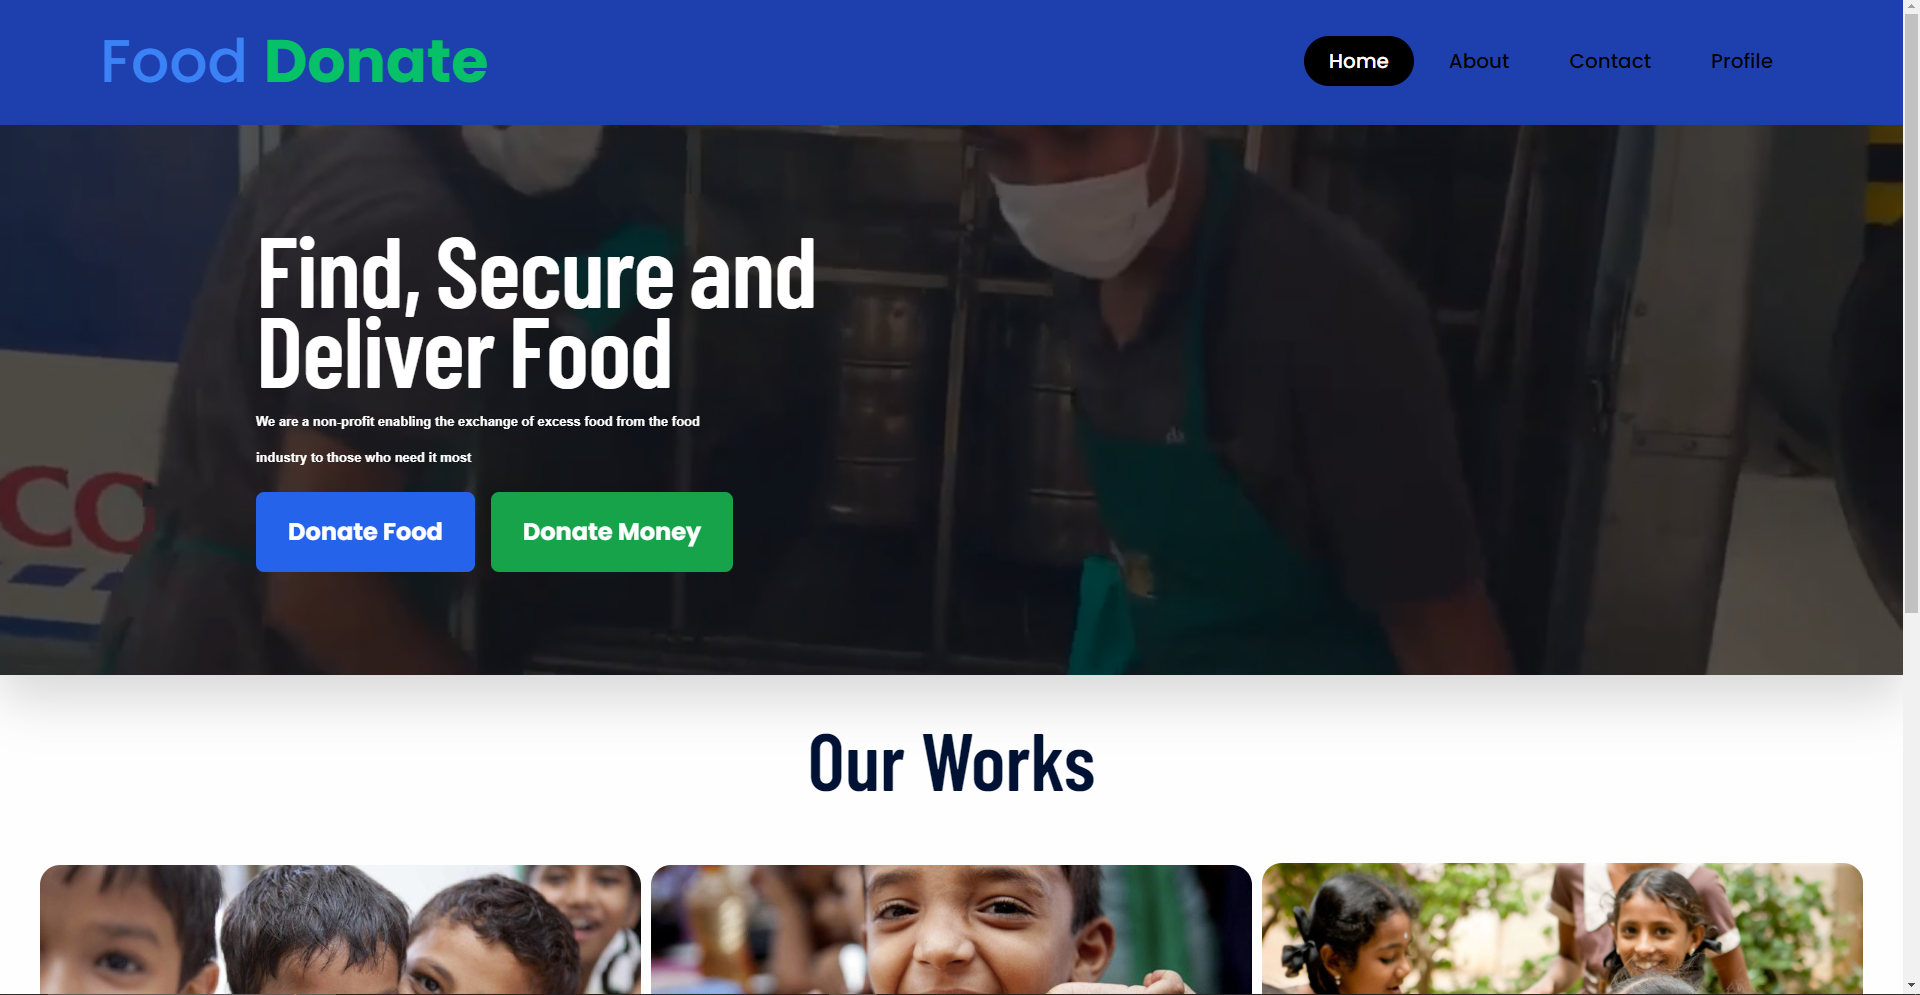 Food Donate
Home About Contact Profile
Find, Secure and
Deliver Food
We are a non-profit enabling the exchange of excess food from the food
industry to those who need it most
CO
Donate Food Donate Money
Our Works